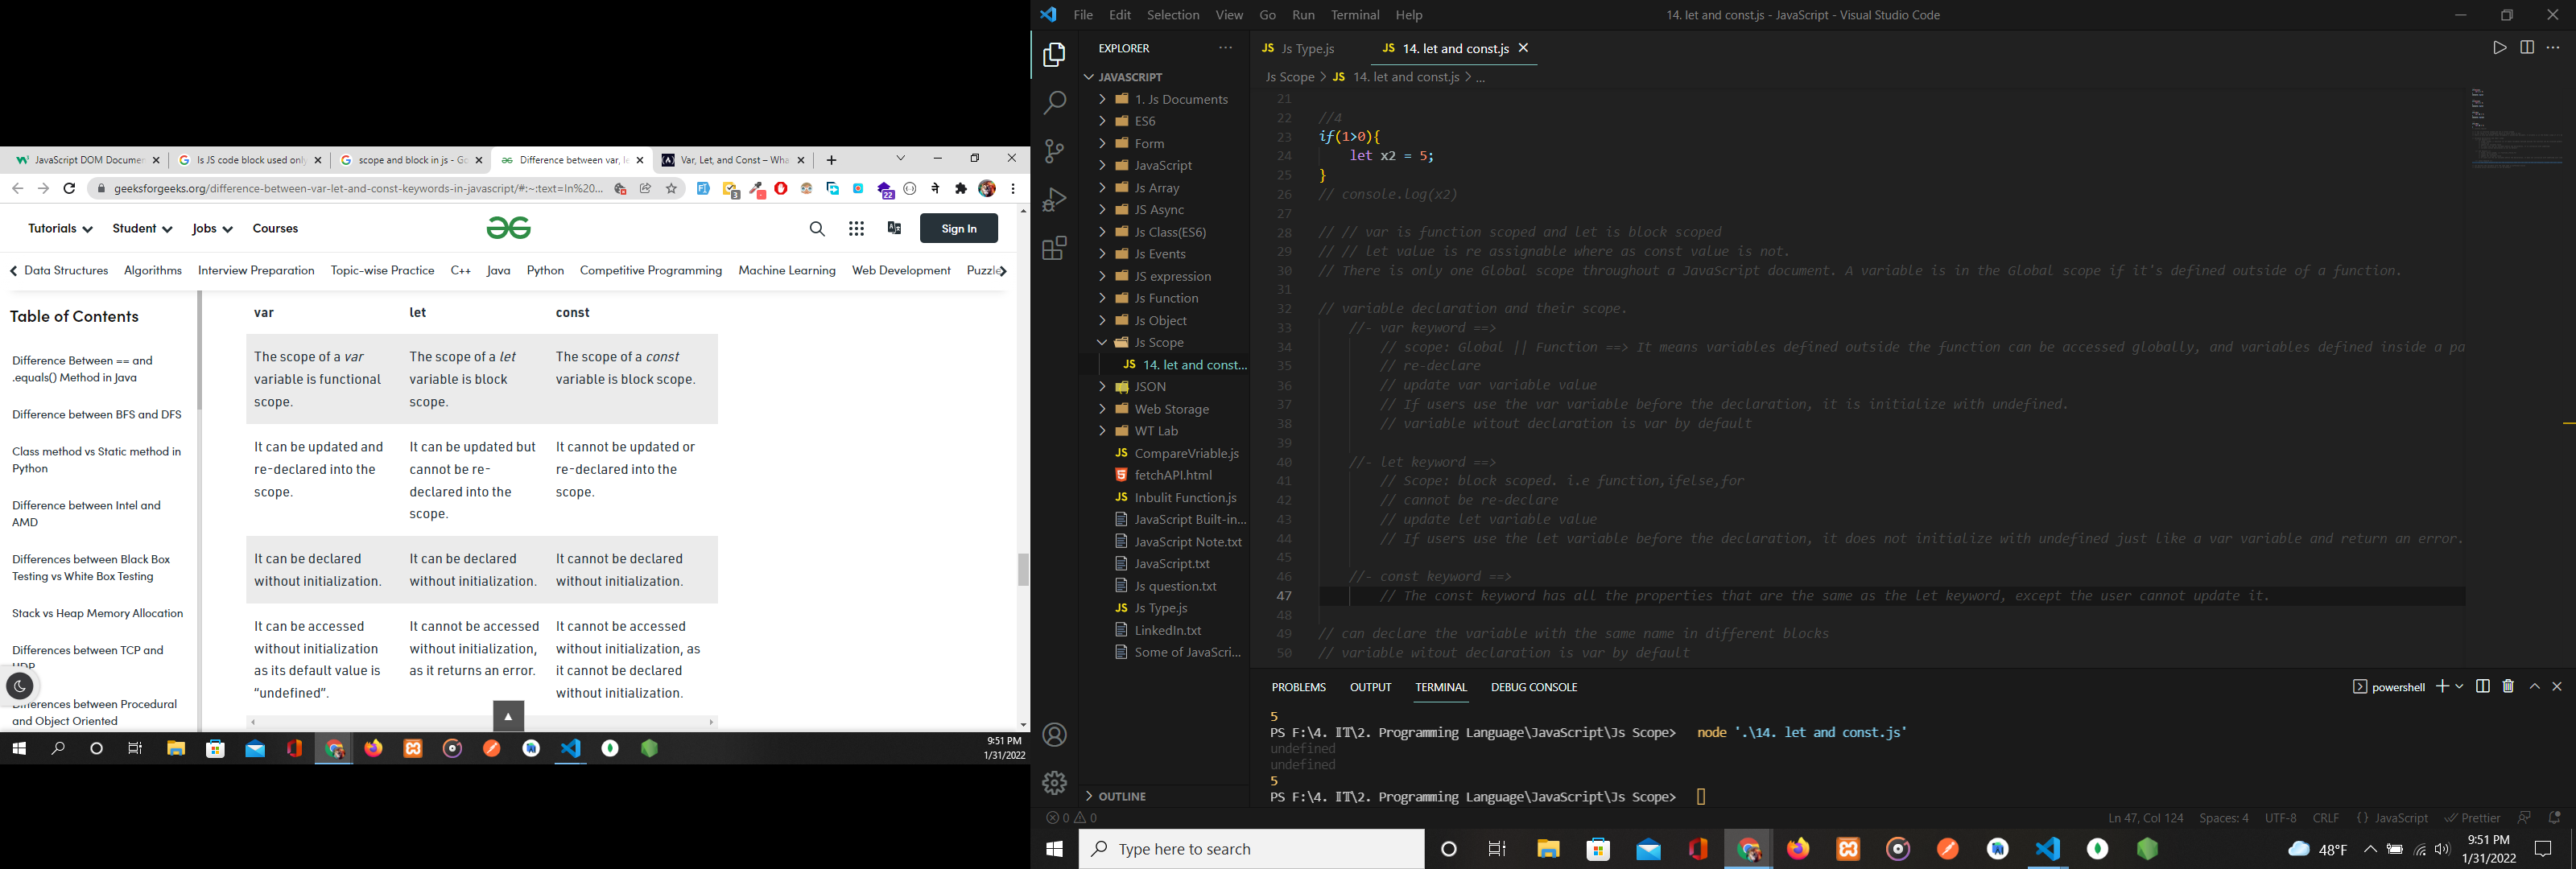 JavaScript DOM Documen
Is JS code block used only
scope and block in js - Go
Difference between var, le
Var, Let, and Const – Wha
geeksforgeeks.org/difference-between-var-let-and-const-keywords-in-javascript/#:~:text=In%20...
3
22
Tutorials Student Jobs Courses
Sign In
Data Structures Algorithms Interview Preparation Topic-wise Practice C++ Java Python Competitive Programming Machine Learning Web Development Puzzle
Table of Contents
Difference Between == and
.equals() Method in Java
Difference between BFS and DFS
Class method vs Static method in
Python
Difference between Intel and
AMD
Differences between Black Box
Testing vs White Box Testing
Stack vs Heap Memory Allocation
Differences between TCP and
UDP
Differences between Procedural
and Object Oriented
var let const
The scope of a var
variable is functional
scope.
The scope of a let
variable is block
scope.
The scope of a const
variable is block scope.
It can be updated and
re-declared into the
scope.
It can be updated but
cannot be re-
declared into the
scope.
It cannot be updated or
re-declared into the
scope.
It can be declared
without initialization.
It can be declared
without initialization.
It cannot be declared
without initialization.
It can be accessed
without initialization
as its default value is
“undefined”.
It cannot be accessed
without initialization,
as it returns an error.
It cannot be accessed
without initialization, as
it cannot be declared
without initialization.
9:51 PM
1/31/2022
File Edit Selection View Go Run Terminal Help
14. let and const.js - JavaScript - Visual Studio Code
EXPLORER
JAVASCRIPT
1. Js Documents
ES6
Form
JavaScript
Js Array
JS Async
Js Class(ES6)
Js Events
JS expression
Js Function
Js Object
Js Scope
JS 14. let and const...
JSON
Web Storage
WT Lab
JS CompareVriable.js
fetchAPI.html
JS Inbulit Function.js
JavaScript Built-in...
JavaScript Note.txt
JavaScript.txt
Js question.txt
JS Js Type.js
LinkedIn.txt
Some of JavaScri...
OUTLINE
JS Js Type.js
JS 14. let and const.js
Js Scope > JS 14. let and const.js > ...
21
22 //4
23 if(1>0){
24 let x2 = 5;
25 }
26 // console.log(x2)
27
28 // // var is function scoped and let is block scoped
29 // // let value is re assignable where as const value is not.
30 // There is only one Global scope throughout a JavaScript document. A variable is in the Global scope if it's defined outside of a function.
31
32 // variable declaration and their scope.
33 //- var keyword ==>
34 // scope: Global || Function ==> It means variables defined outside the function can be accessed globally, and variables defined inside a pa
35 // re-declare
36 // update var variable value
37 // If users use the var variable before the declaration, it is initialize with undefined.
38 // variable witout declaration is var by default
39
40 //- let keyword ==>
41 // Scope: block scoped. i.e function,ifelse,for
42 // cannot be re-declare
43 // update let variable value
44 // If users use the let variable before the declaration, it does not initialize with undefined just like a var variable and return an error.
45
46 //- const keyword ==>
47 // The const keyword has all the properties that are the same as the let keyword, except the user cannot update it.
48
49 // can declare the variable with the same name in different blocks
50 // variable witout declaration is var by default
PROBLEMS OUTPUT TERMINAL DEBUG CONSOLE
powershell
5
PS F:\4. IT\2. Programming Language\JavaScript\Js Scope> node '.\14. let and const.js'
undefined
undefined
5
PS F:\4. IT\2. Programming Language\JavaScript\Js Scope>
0 0
Ln 47, Col 124 Spaces: 4 UTF-8 CRLF {} JavaScript Prettier
Type here to search
48°F
9:51 PM
1/31/2022